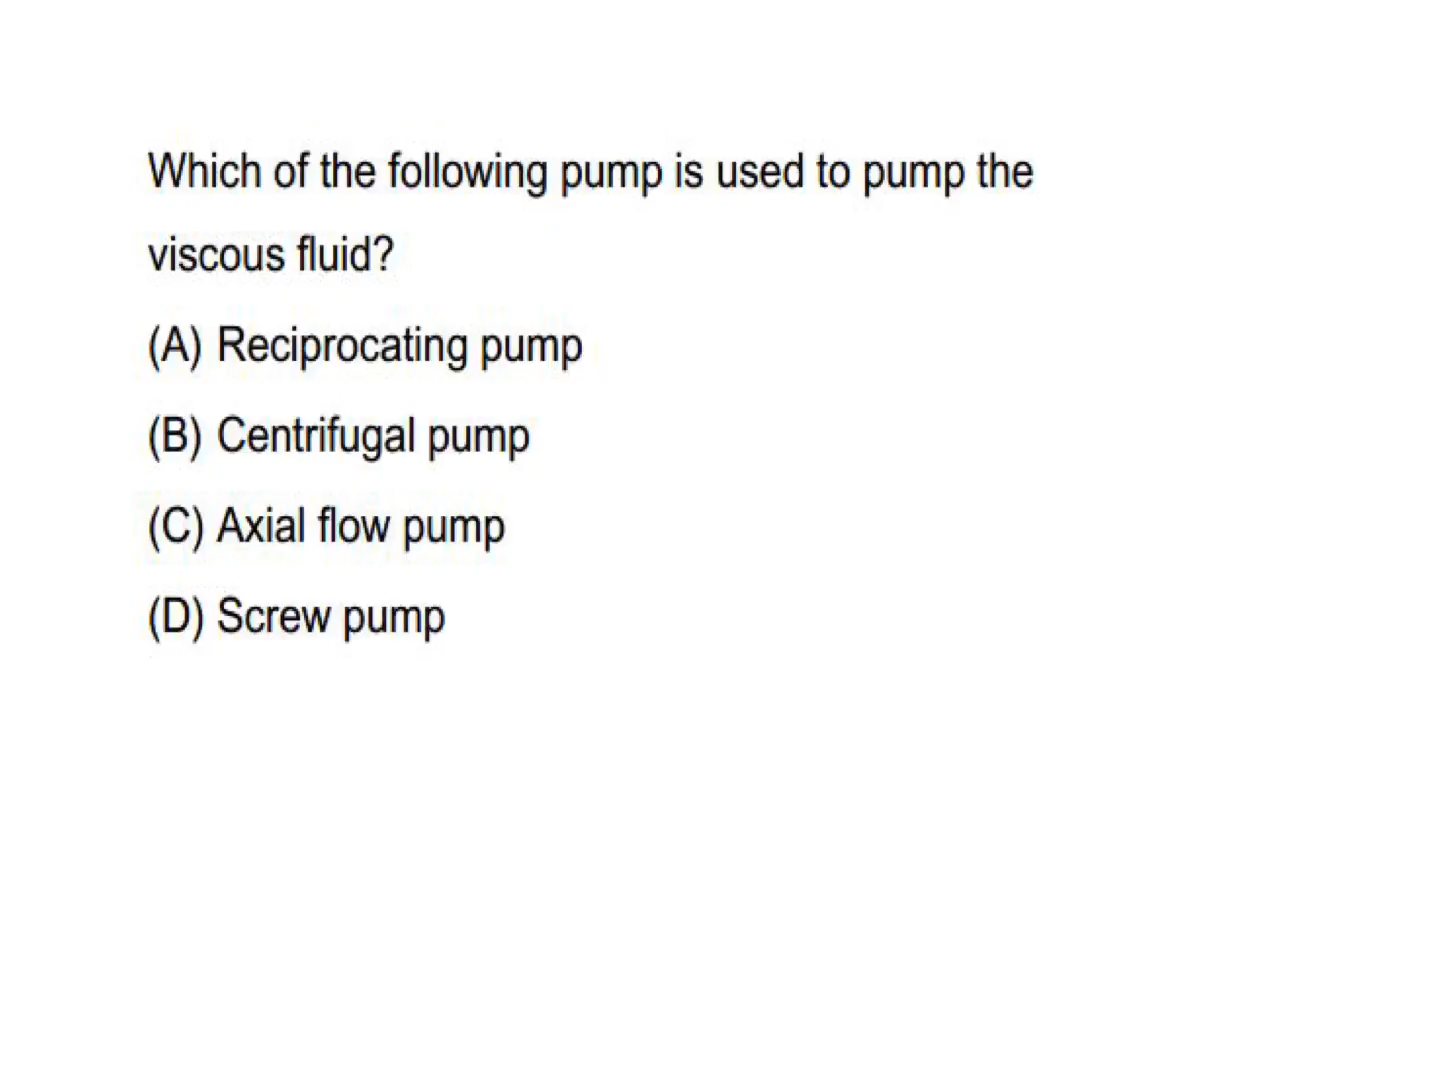 Which of the following pump is used to pump the
viscous fluid?
(A) Reciprocating pump
(B) Centrifugal pump
(C) Axial flow pump
(D) Screw pump